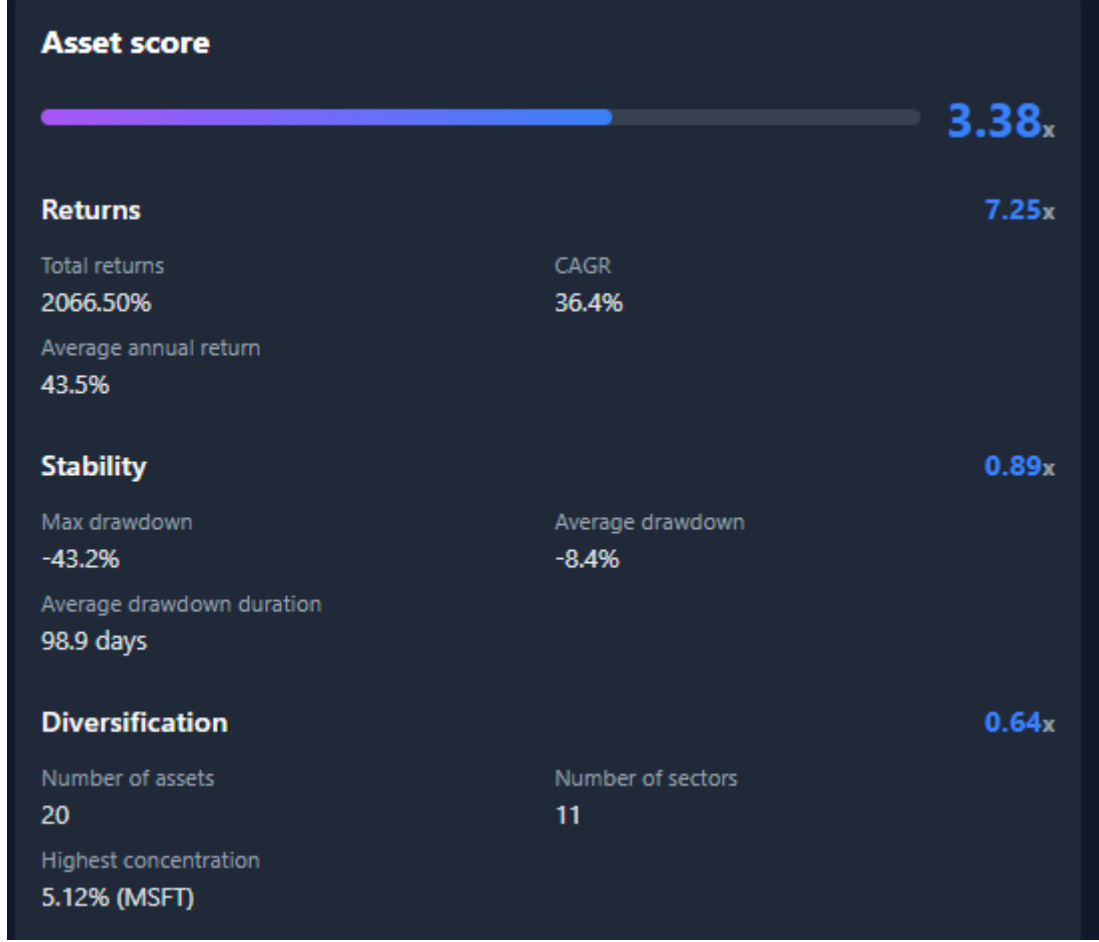 Asset score
3.38x
Returns 7.25x
Total returns CAGR
2066.50% 36.4%
Average annual return
43.5%
Stability 0.89x
Max drawdown Average drawdown
-43.2% -8.4%
Average drawdown duration
98.9 days
Diversification 0.64x
Number of assets Number of sectors
20 11
Highest concentration
5.12% (MSFT)